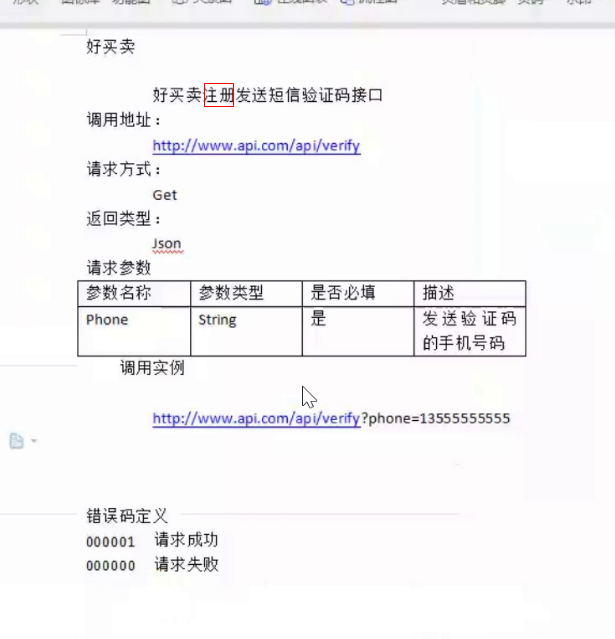 好买卖
好买卖注册发送短信验证码接口
调用地址：
http://www.api.com/api/verify
请求方式：
Get
返回类型：
Json
请求参数
参数名称 参数类型 是否必填 描述
Phone String 是 发送验证码
的手机号码
调用实例
http://www.api.com/api/verify?phone=13555555555
错误码定义
000001 请求成功
000000 请求失败